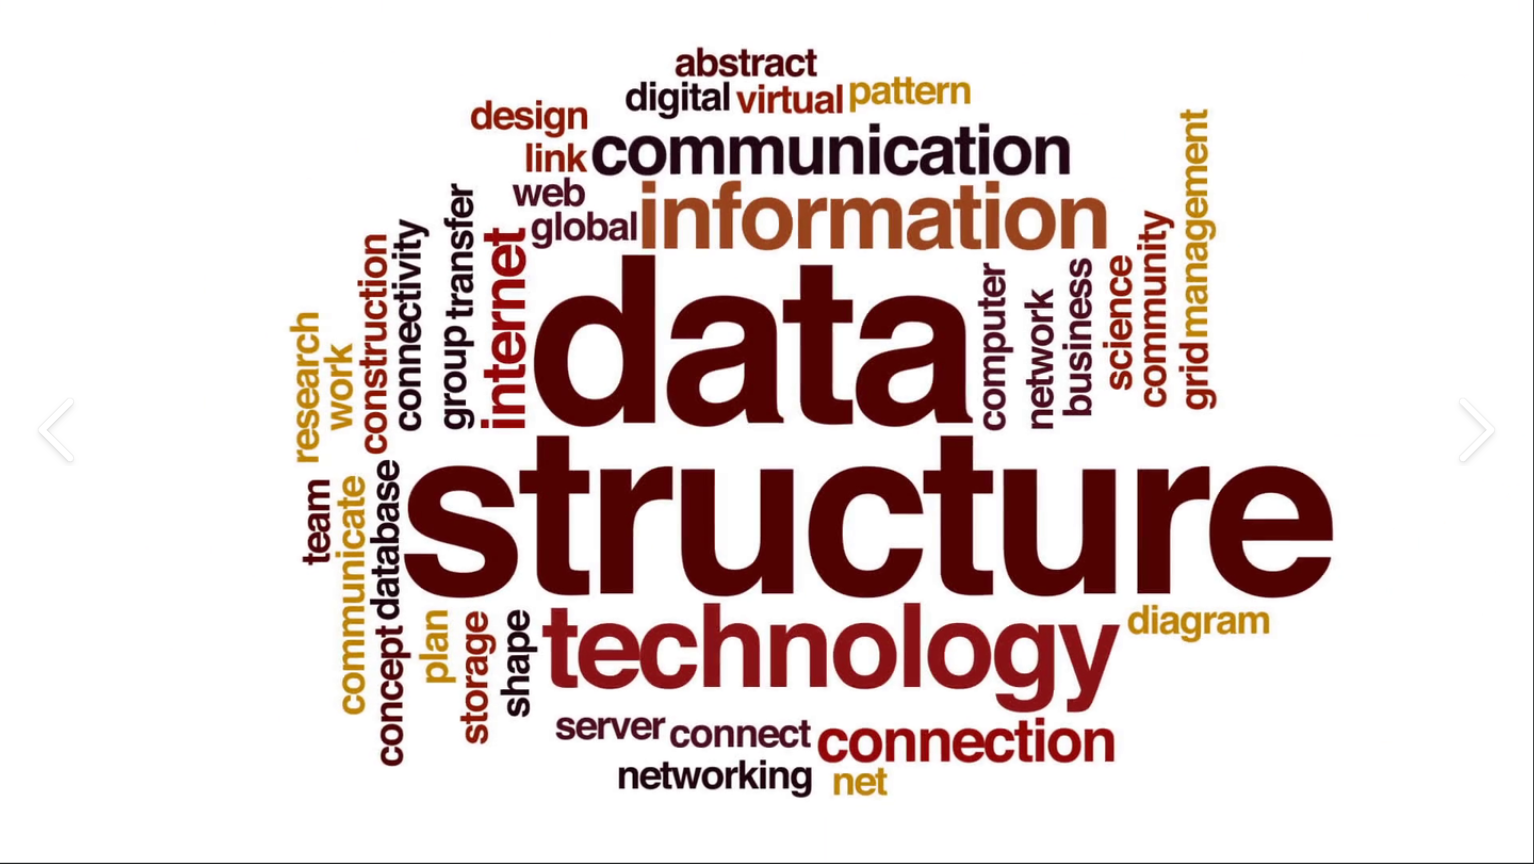 abstract
digital virtual pattern
design
link communication
web
global information
research
work
construction
connectivity
group transfer
internet
data
computer
network
business
science
community
grid management
team
communicate
concept database
structure
plan
storage
shape
technology
diagram
server connect connection
networking net